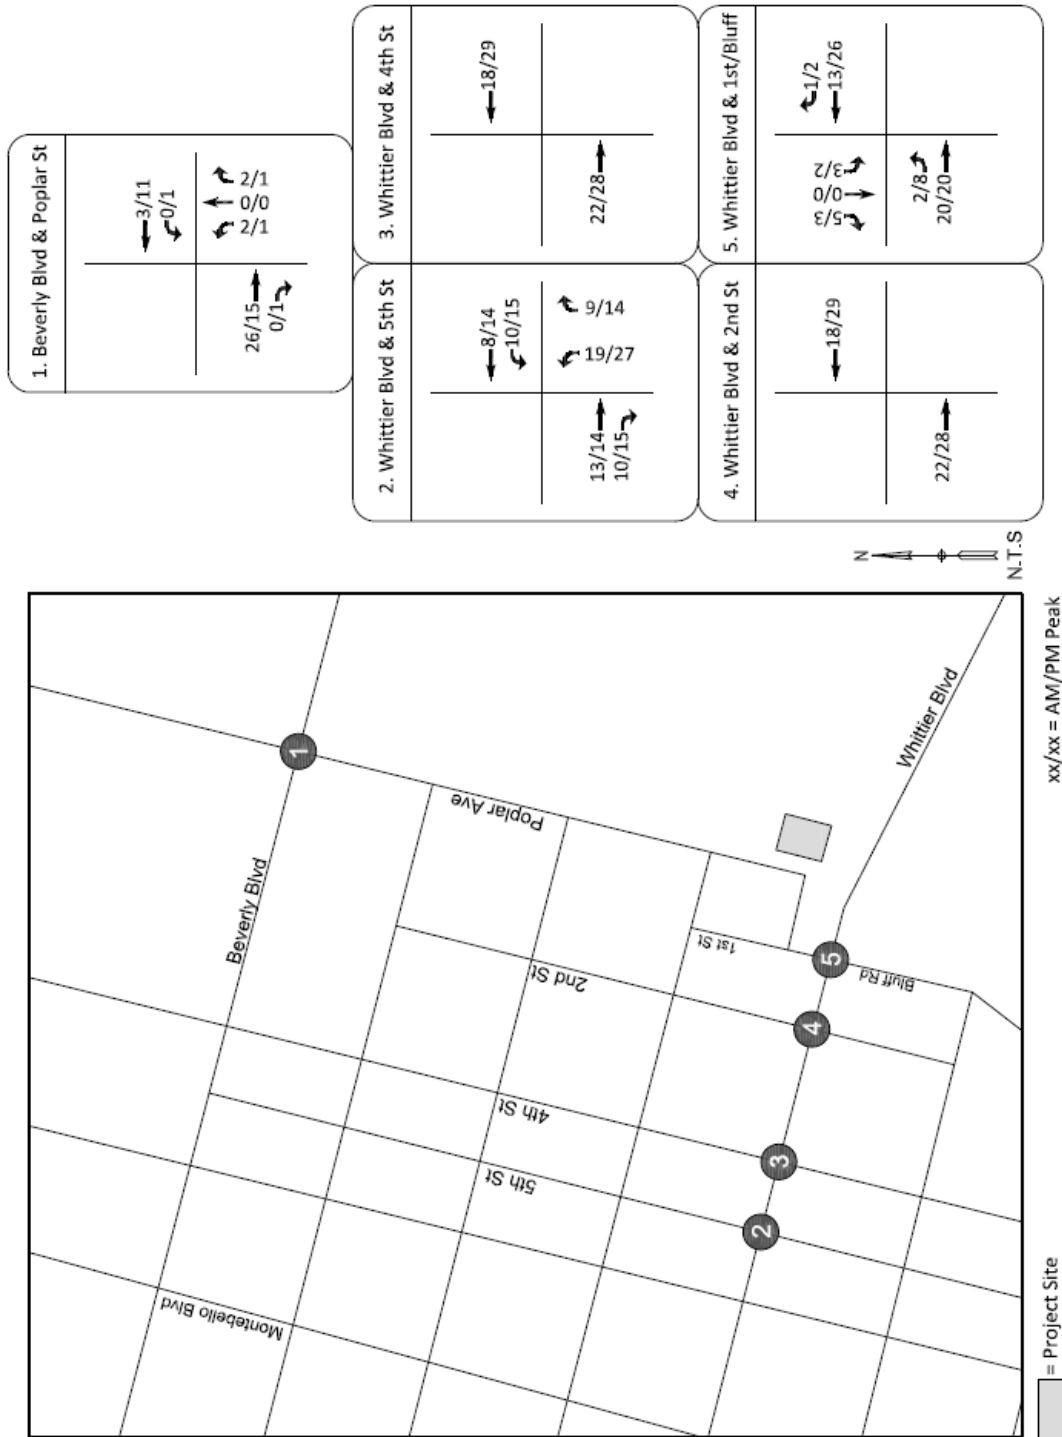 1. Beverly Blvd & Poplar St
3/11
0/1
26/15
0/1
2/1
0/0
2/1
2. Whittier Blvd & 5th St
8/14
10/15
13/14
10/15
19/27
9/14
3. Whittier Blvd & 4th St
18/29
22/28
4. Whittier Blvd & 2nd St
18/29
22/28
5. Whittier Blvd & 1st/Bluff
5/3
0/0
3/2
1/2
13/26
2/8
20/20
Montebello Blvd
5th St
4th St
2nd St
1st St
Poplar Ave
Beverly Blvd
Bluff Rd
Whittier Blvd
1
2
3
4
5
N
N.T.S
= Project Site
xx/xx = AM/PM Peak